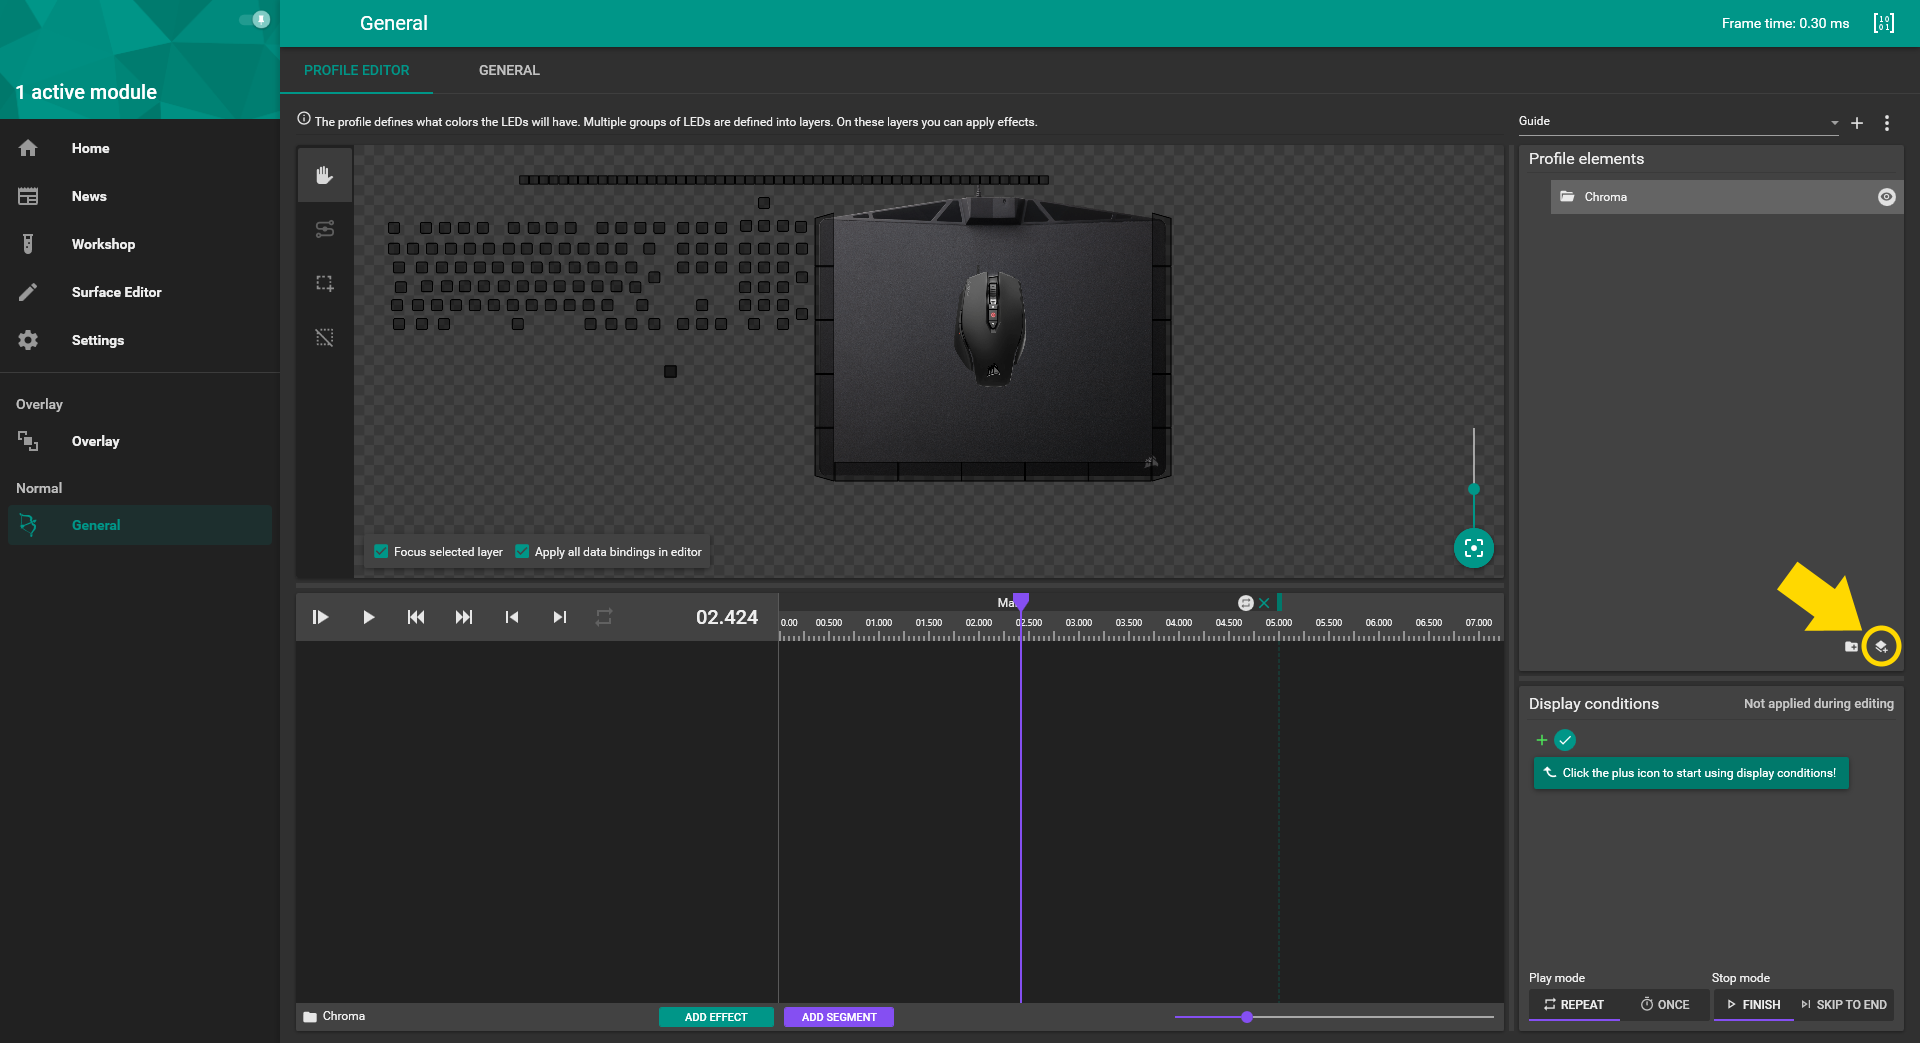 General
Frame time: 0.30 ms
1 active module
PROFILE EDITOR
GENERAL
The profile defines what colors the LEDs will have. Multiple groups of LEDs are defined into layers. On these layers you can apply effects.
Guide
Home
News
Workshop
Surface Editor
Settings
Overlay
Overlay
Normal
General
Profile elements
Chroma
Focus selected layer
Apply all data bindings in editor
02.424
Ma
0.00 00.500 01.000 01.500 02.000 02.500 03.000 03.500 04.000 04.500 05.000 05.500 06.000 06.500 07.000
Display conditions
Not applied during editing
Click the plus icon to start using display conditions!
Play mode
Stop mode
REPEAT
ONCE
FINISH
SKIP TO END
Chroma
ADD EFFECT
ADD SEGMENT